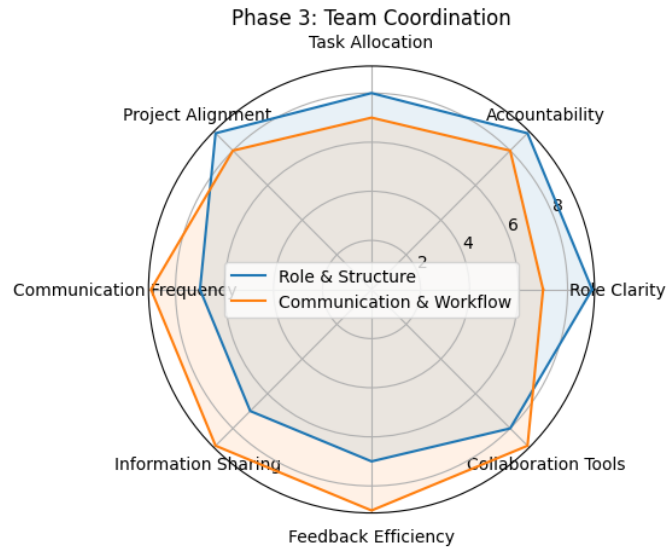 Phase 3: Team Coordination
Task Allocation
Project Alignment
Accountability
8
6
4
2
Communication Frequency
Role Clarity
Role & Structure
Communication & Workflow
Information Sharing
Collaboration Tools
Feedback Efficiency